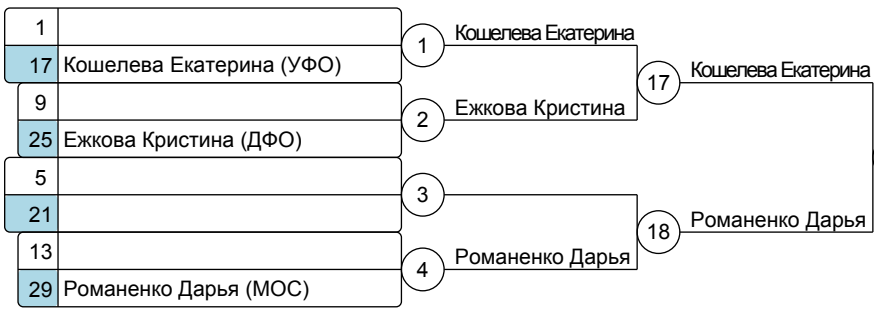 1
17 Кошелева Екатерина (УФО)
9
25 Ежкова Кристина (ДФО)
5
21
13
29 Романенко Дарья (МОС)
1 Кошелева Екатерина
2 Ежкова Кристина
3
4 Романенко Дарья
17 Кошелева Екатерина
18 Романенко Дарья